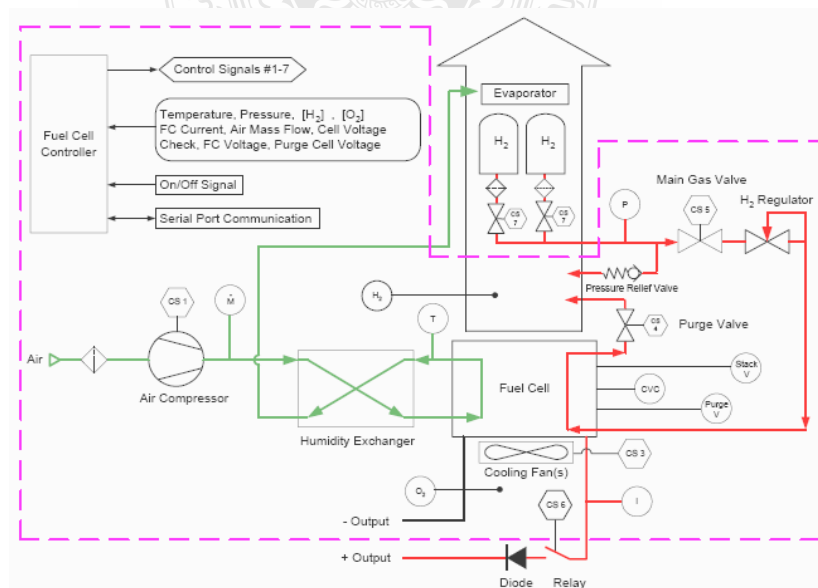 Control Signals #1-7
Evaporator
Temperature, Pressure, [H2] , [O2]
FC Current, Air Mass Flow, Cell Voltage
Check, FC Voltage, Purge Cell Voltage
Fuel Cell
Controller
H2
H2
On/Off Signal
Serial Port Communication
CS
7
CS
7
Main Gas Valve
H2 Regulator
P
CS 5
Pressure Relief Valve
H2
CS 1
Ṁ
T
CS
4
Purge Valve
Air
Air Compressor
Humidity Exchanger
Fuel Cell
Stack
V
CVC
Purge
V
Cooling Fan(s)
CS 3
O2
I
- Output
CS 6
+ Output
Diode
Relay